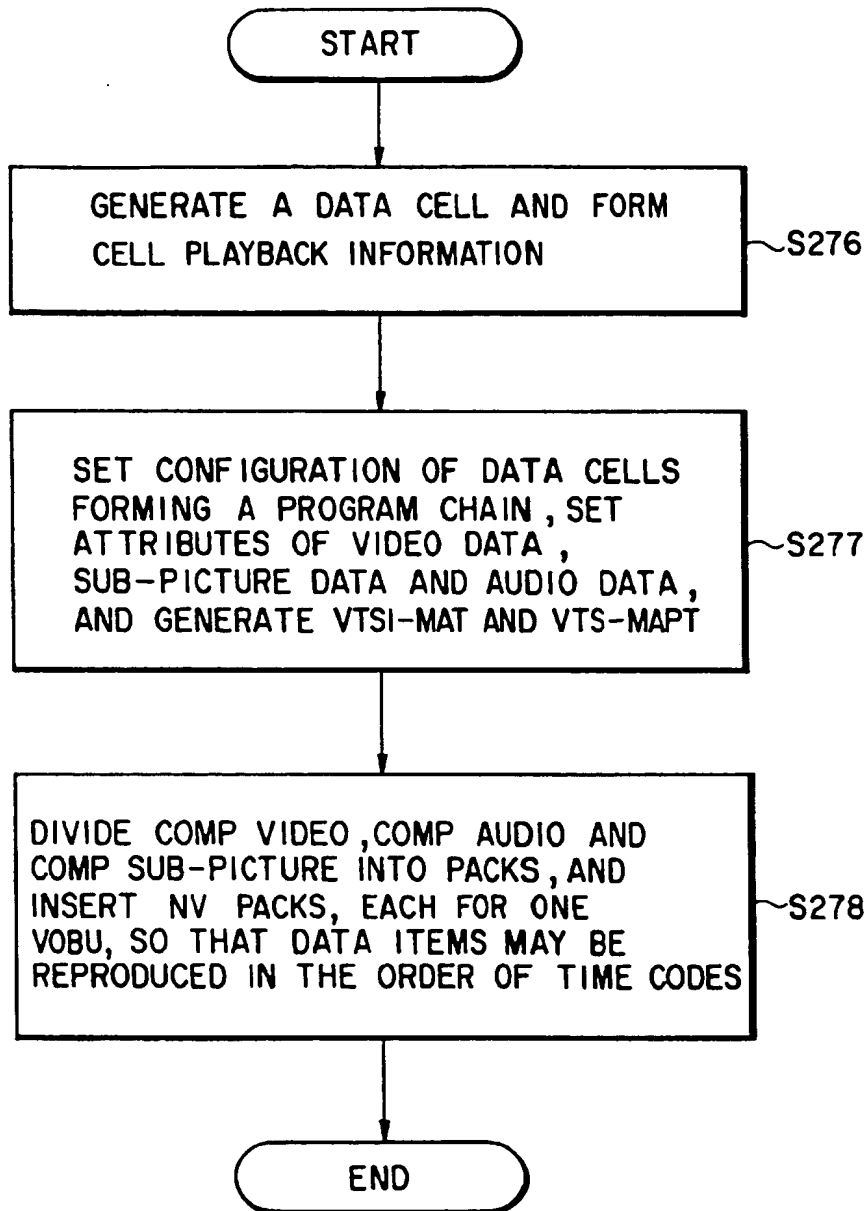 START
GENERATE A DATA CELL AND FORM
CELL PLAYBACK INFORMATION
S276
SET CONFIGURATION OF DATA CELLS
FORMING A PROGRAM CHAIN, SET
ATTRIBUTES OF VIDEO DATA,
SUB-PICTURE DATA AND AUDIO DATA,
AND GENERATE VTSI-MAT AND VTS-MAPT
S277
DIVIDE COMP VIDEO, COMP AUDIO AND
COMP SUB-PICTURE INTO PACKS, AND
INSERT NV PACKS, EACH FOR ONE
VOBU, SO THAT DATA ITEMS MAY BE
REPRODUCED IN THE ORDER OF TIME CODES
S278
END